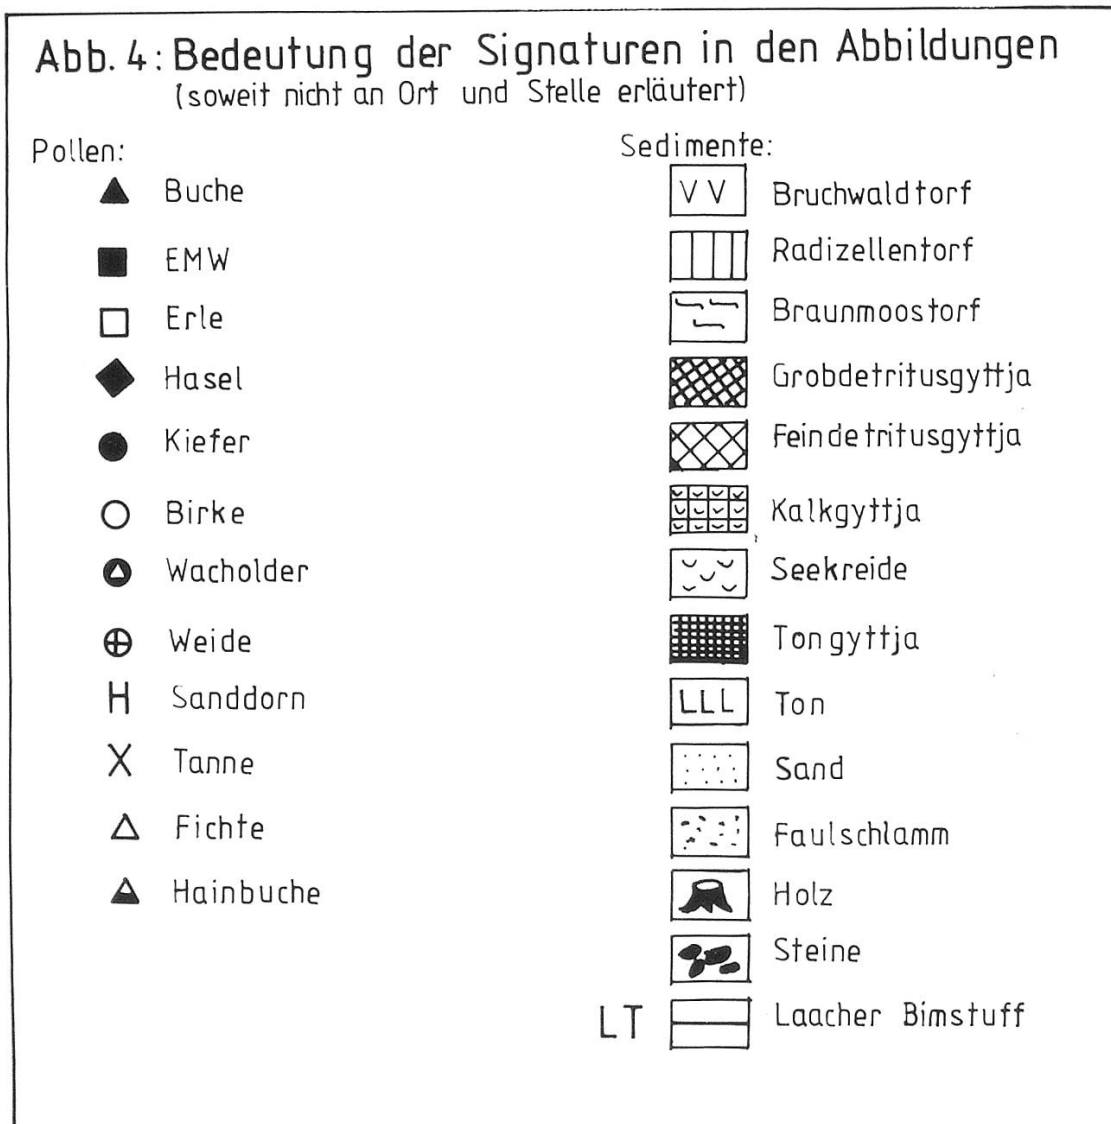 Abb. 4: Bedeutung der Signaturen in den Abbildungen
(soweit nicht an Ort und Stelle erläutert)
Pollen:
Buche
EMW
Erle
Hasel
Kiefer
Birke
Wacholder
Weide
H Sanddorn
X Tanne
Fichte
Hainbuche
Sedimente:
V V Bruchwaldtorf
Radizellentorf
Braunmoostorf
Grobdetritusgyttja
Feindetritusgyttja
Kalkgyttja
Seekreide
Tongyttja
LLL Ton
Sand
Faulschlamm
Holz
Steine
LT Laacher Bimstuff